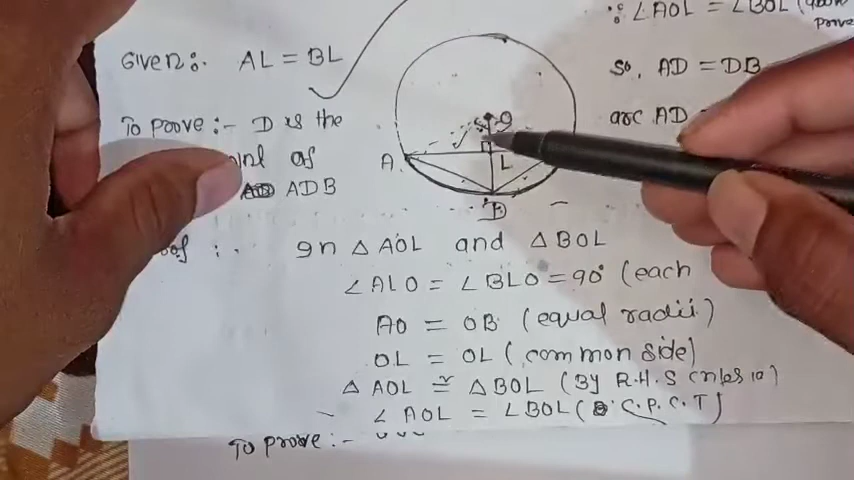 Given:. AL = BL
To prove :- D is the
of
ADB
A
O
L
D
∴ ∠AOL = ∠BOL (
prove
so, AD = DB
arc AD
In △ AOL and △ BOL
∠ ALO = ∠ BLO = 90° (each
AO = OB (equal radii)
OL = OL (common side)
△ AOL ≅ △ BOL (By R.H.S
∠ AOL = ∠BOL ( C.P.C.T)
To prove :-